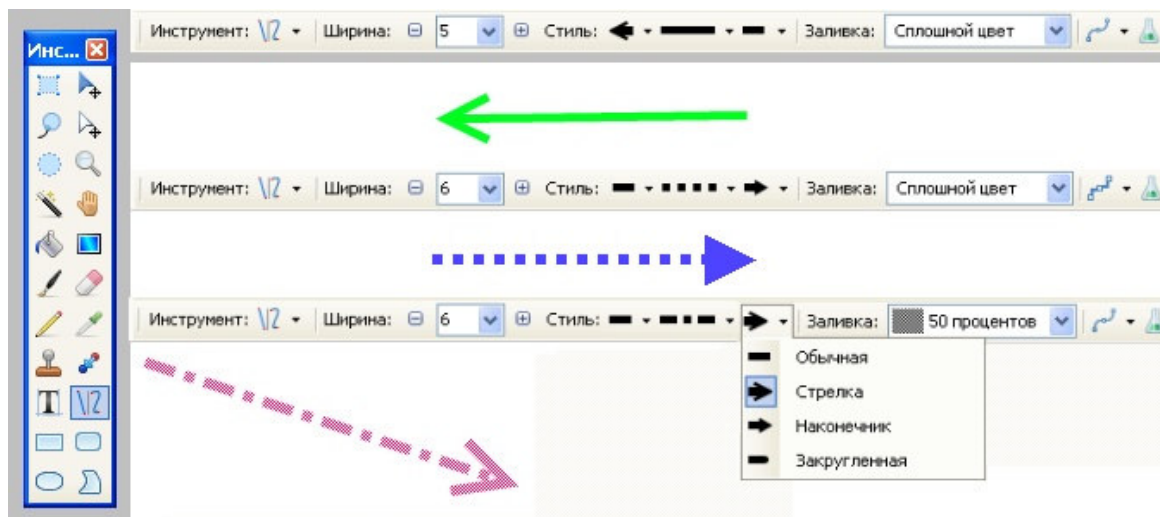 Инструмент: Ширина: 5 Стиль: Заливка: Сплошной цвет
Инс...
Инструмент: Ширина: 6 Стиль: Заливка: Сплошной цвет
Инструмент: Ширина: 6 Стиль: Заливка: 50 процентов
Обычная
Стрелка
Наконечник
Закругленная
T